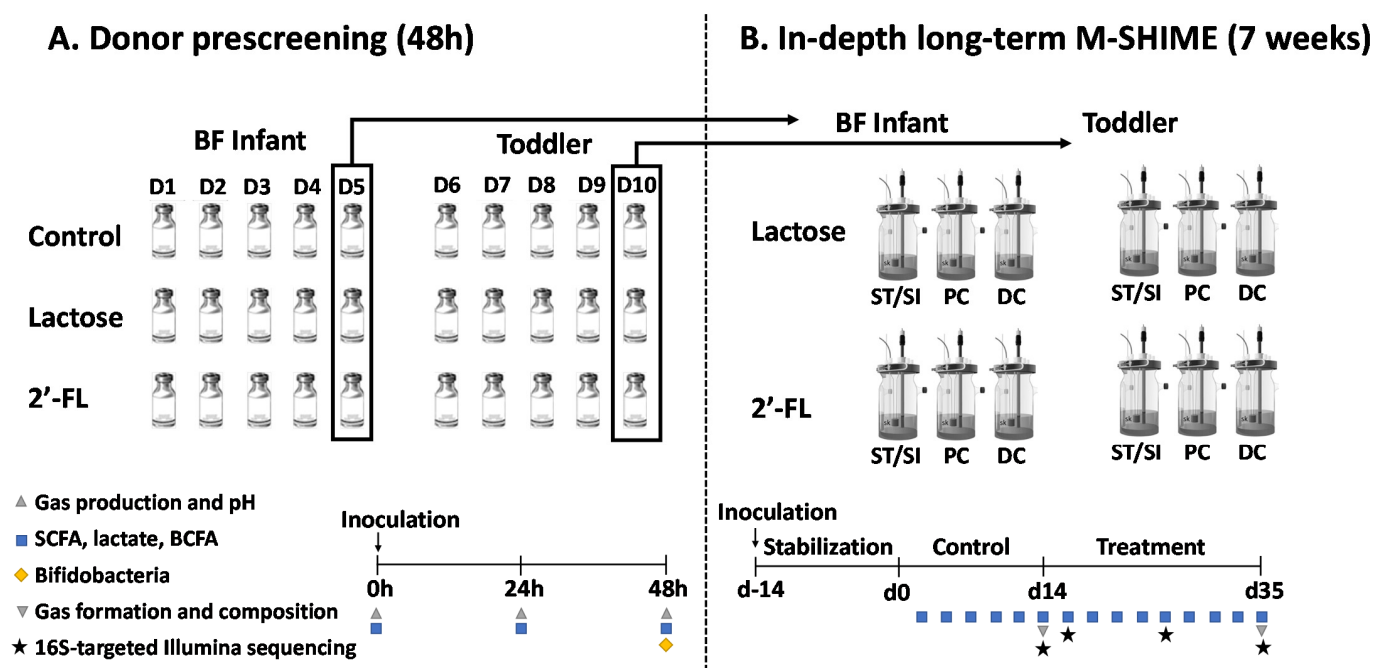 A. Donor prescreening (48h)
B. In-depth long-term M-SHIME (7 weeks)
BF Infant
Toddler
D1 D2 D3 D4 D5 D6 D7 D8 D9 D10
Control
Lactose
2’-FL
BF Infant
Toddler
Lactose
ST/SI PC DC ST/SI PC DC
2’-FL
ST/SI PC DC ST/SI PC DC
Gas production and pH
SCFA, lactate, BCFA
Bifidobacteria
Gas formation and composition
16S-targeted Illumina sequencing
Inoculation
0h 24h 48h
Inoculation
Stabilization Control Treatment
d-14 d0 d14 d35